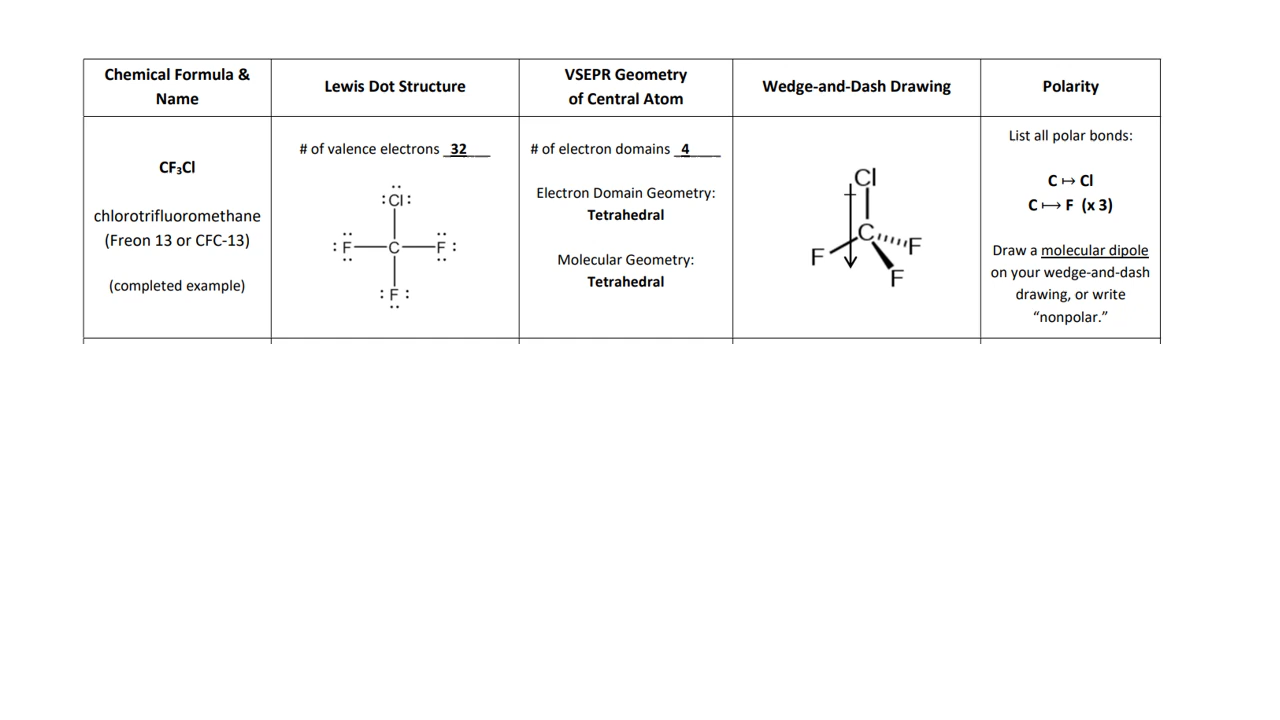 Chemical Formula &
Name
Lewis Dot Structure
VSEPR Geometry
of Central Atom
Wedge-and-Dash Drawing
Polarity
CF₃Cl
chlorotrifluoromethane
(Freon 13 or CFC-13)
(completed example)
# of valence electrons __32___
:Cl:
:F—C—F:
:F:
# of electron domains _4____
Electron Domain Geometry:
Tetrahedral
Molecular Geometry:
Tetrahedral
Cl
C
F
F
F
List all polar bonds:
C ↦ Cl
C ⟼ F (x 3)
Draw a molecular dipole
on your wedge-and-dash
drawing, or write
“nonpolar.”